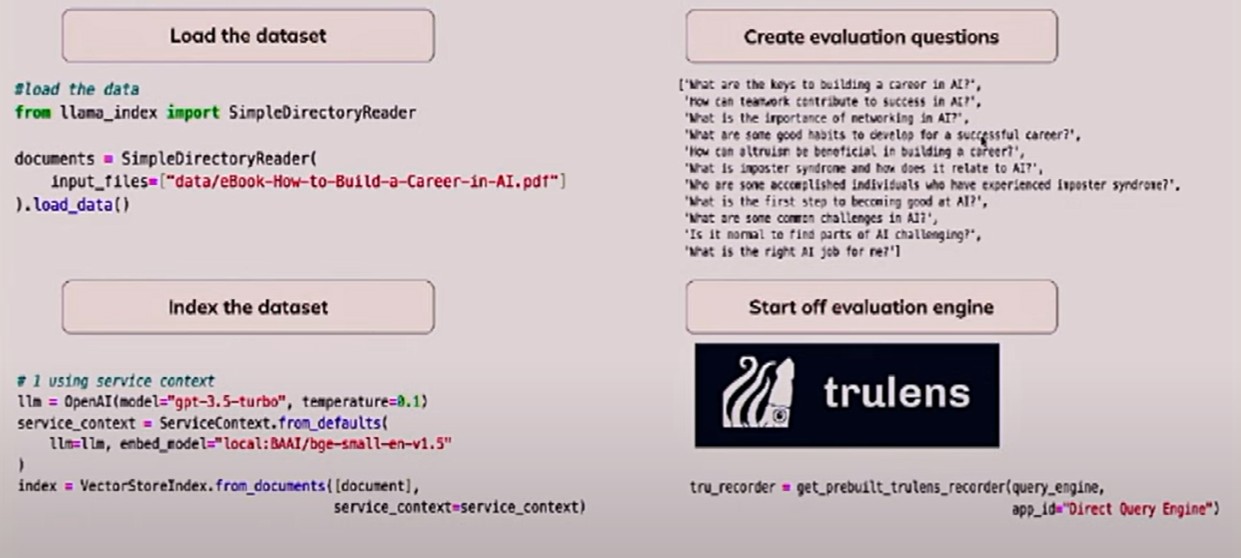 Load the dataset
#load the data
from llama_index import SimpleDirectoryReader
documents = SimpleDirectoryReader(
input_files=["data/eBook-How-to-Build-a-Career-in-AI.pdf"]
).load_data()
Index the dataset
# 1 using service context
llm = OpenAI(model="gpt-3.5-turbo", temperature=0.1)
service_context = ServiceContext.from_defaults(
llm=llm, embed_model="local:BAAI/bge-small-en-v1.5"
)
index = VectorStoreIndex.from_documents([document],
service_context=service_context)
Create evaluation questions
['What are the keys to building a career in AI?',
'How can teamwork contribute to success in AI?',
'What is the importance of networking in AI?',
'What are some good habits to develop for a successful career?',
'How can altruism be beneficial in building a career?',
'What is imposter syndrome and how does it relate to AI?',
'Who are some accomplished individuals who have experienced imposter syndrome?',
'What is the first step to becoming good at AI?',
'What are some common challenges in AI?',
'Is it normal to find parts of AI challenging?',
'What is the right AI job for me?']
Start off evaluation engine
trulens
tru_recorder = get_prebuilt_trulens_recorder(query_engine,
app_id="Direct Query Engine")